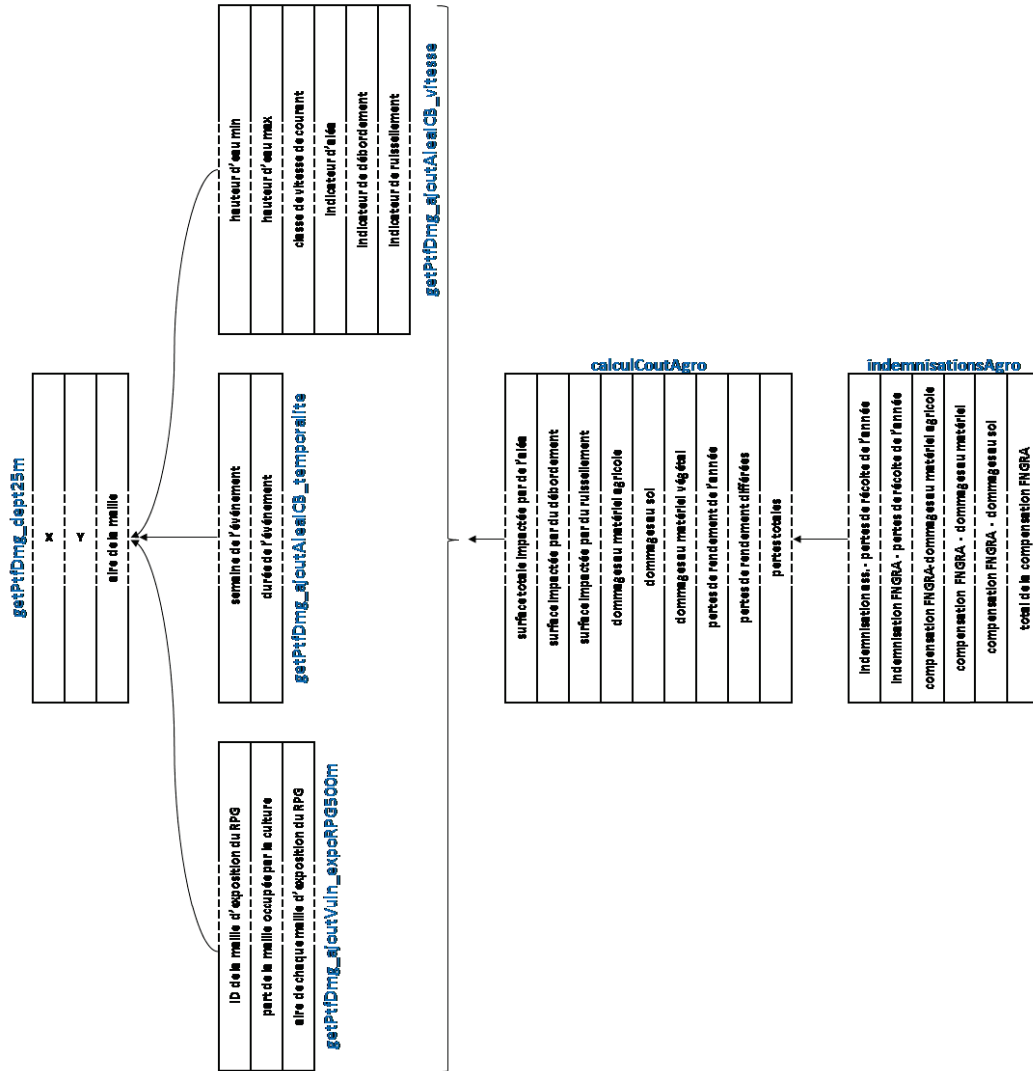 getPtfDmg_dept25m
X
Y
aire de la maille
ID de la maille d'exposition du RPG
part de la maille occupée par la culture
aire de chaque maille d'exposition du RPG
getPtfDmg_ajoutVuln_expoRPG500m
semaine de l'événement
durée de l'événement
getPtfDmg_ajoutAleaICB_temporalite
hauteur d'eau min
hauteur d'eau max
classe de vitesse de courant
indicateur d'aléa
indicateur de débordement
indicateur de ruissellement
getPtfDmg_ajoutAleaICB_vitesse
calculCoutAgro
surface totale impactée par de l'aléa
surface impactée par du débordement
surface impactée par du ruissellement
dommages au matériel agricole
dommages au sol
dommages au matériel végétal
pertes de rendement de l'année
pertes de rendement différées
pertes totales
indemnisationsAgro
indemnisation ass. - pertes de récolte de l'année
indemnisation FNGRA - pertes de récolte de l'année
compensation FNGRA-dommages au matériel agricole
compensation FNGRA - dommages au matériel
compensation FNGRA - dommages au sol
total de la compensation FNGRA